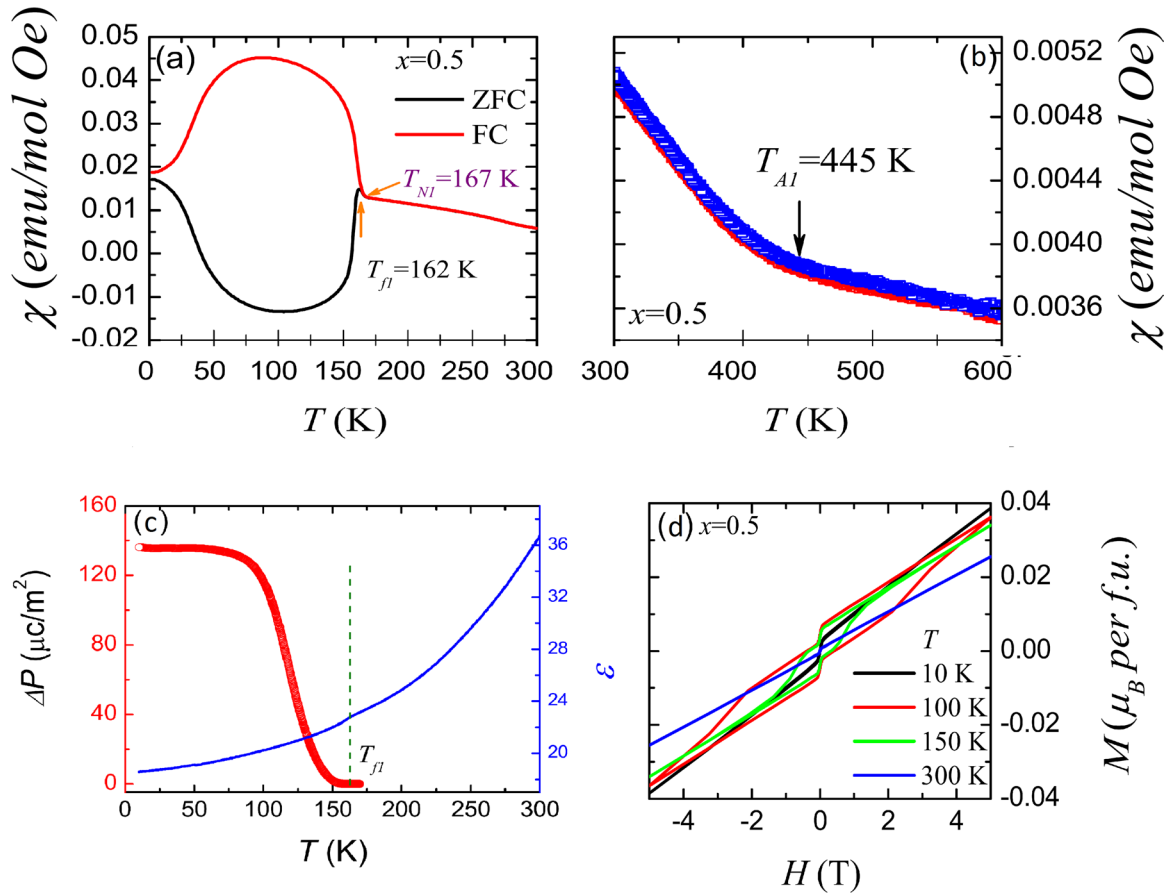 (a)
x=0.5
ZFC
FC
T_N1=167 K
T_f1=162 K
0.05
0.04
0.03
0.02
0.01
0.00
-0.01
-0.02
χ (emu/mol Oe)
0 50 100 150 200 250 300
T (K)
(b)
T_A1=445 K
x=0.5
0.0052
0.0048
0.0044
0.0040
0.0036
χ (emu/mol Oe)
300 400 500 600
T (K)
(c)
160
120
80
40
0
ΔP (μc/m²)
T_f1
36
32
28
24
20
16
ε
0 50 100 150 200 250 300
T (K)
(d) x=0.5
T
10 K
100 K
150 K
300 K
0.04
0.02
0.00
-0.02
-0.04
M (μ_B per f.u.)
-4 -2 0 2 4
H (T)